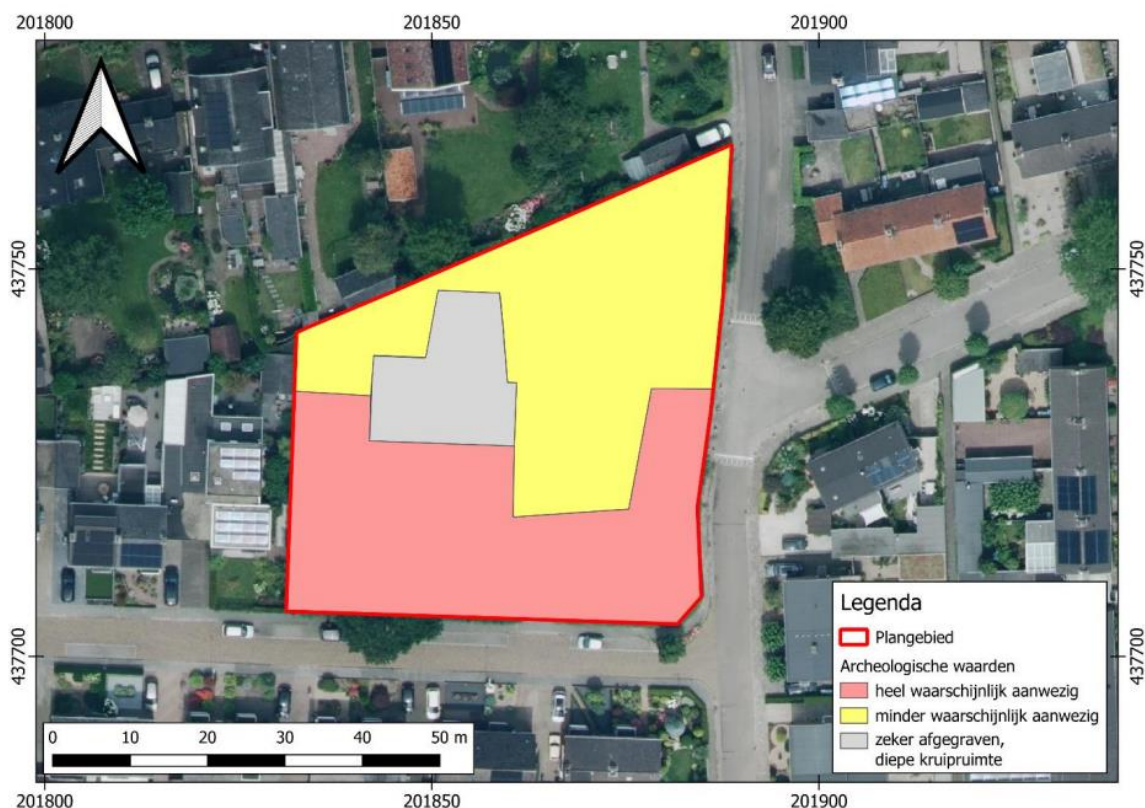 201800 201850 201900
437750 437750
437700 437700
Legenda
Plangebied
Archeologische waarden
heel waarschijnlijk aanwezig
minder waarschijnlijk aanwezig
zeker afgegraven,
diepe kruipruimte
0 10 20 30 40 50 m
201800 201850 201900